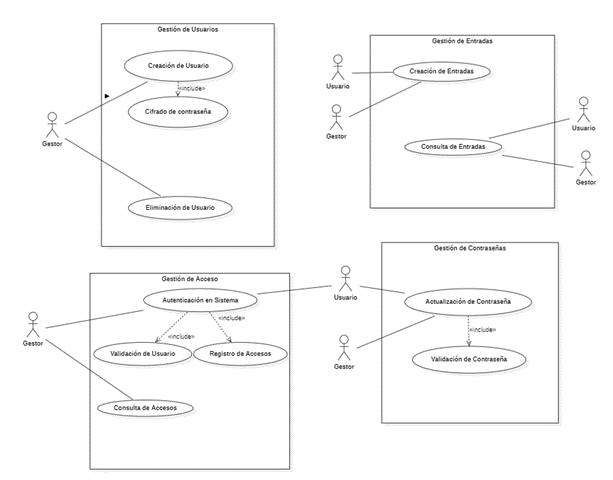 Gestión de Usuarios
Creación de Usuario
«include»
Cifrado de contraseña
Gestor
Eliminación de Usuario
Gestión de Entradas
Usuario
Creación de Entradas
Gestor
Usuario
Consulta de Entradas
Gestor
Gestión de Acceso
Autenticación en Sistema
Gestor
«include»
«include»
Validación de Usuario
Registro de Accesos
Consulta de Accesos
Usuario
Gestor
Gestión de Contraseñas
Actualización de Contraseña
«include»
Validación de Contraseña